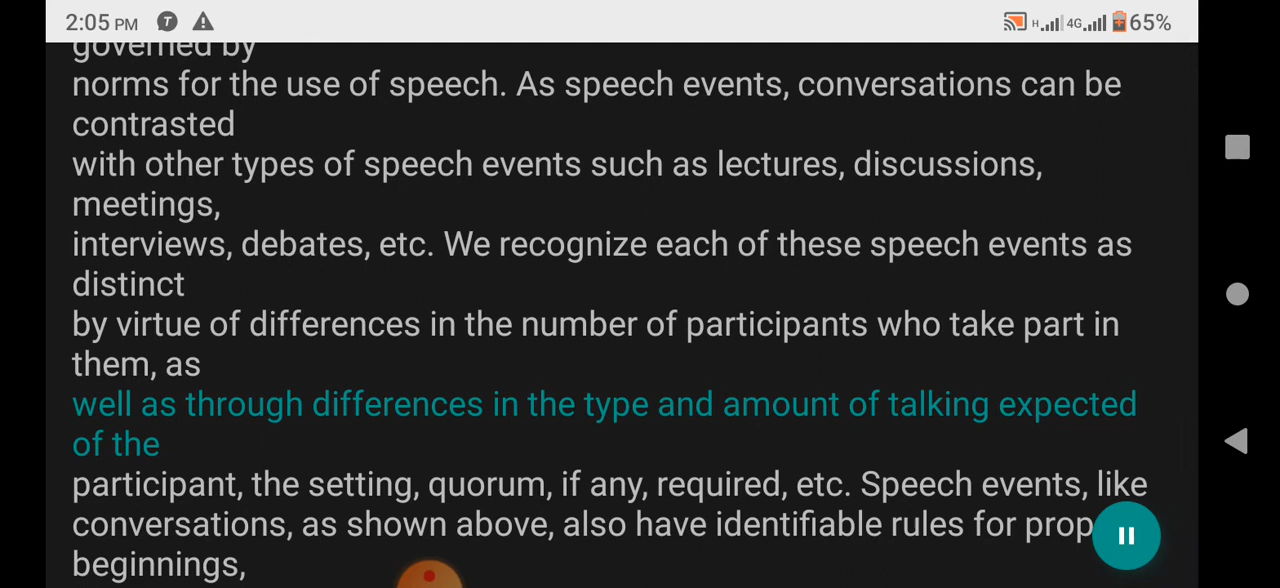 2:05 PM
H 4G 65%
governed by
norms for the use of speech. As speech events, conversations can be
contrasted
with other types of speech events such as lectures, discussions,
meetings,
interviews, debates, etc. We recognize each of these speech events as
distinct
by virtue of differences in the number of participants who take part in
them, as
well as through differences in the type and amount of talking expected
of the
participant, the setting, quorum, if any, required, etc. Speech events, like
conversations, as shown above, also have identifiable rules for prop
beginnings,